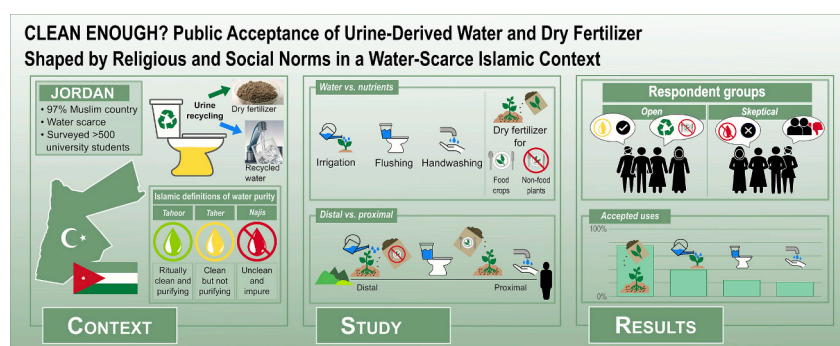 CLEAN ENOUGH? Public Acceptance of Urine-Derived Water and Dry Fertilizer
Shaped by Religious and Social Norms in a Water-Scarce Islamic Context
JORDAN
• 97% Muslim country
• Water scarce
• Surveyed >500
university students
Urine
recycling
Dry fertilizer
Recycled
water
Islamic definitions of water purity
Tahoor
Taher
Najis
Ritually
clean and
purifying
Clean
but not
purifying
Unclean
and
impure
CONTEXT
Water vs. nutrients
Irrigation
Flushing
Handwashing
Dry fertilizer
for
Food
crops
Non-food
plants
Distal vs. proximal
Distal
Proximal
STUDY
Respondent groups
Open
Skeptical
Accepted uses
100%
0%
RESULTS